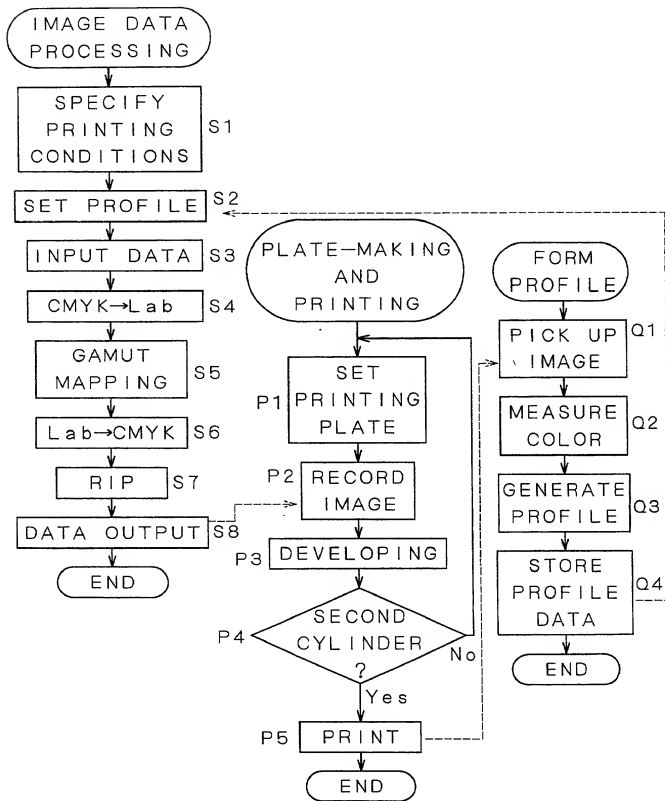 IMAGE DATA
PROCESSING
SPECIFY
PRINTING
CONDITIONS
S1
SET PROFILE
S2
INPUT DATA
S3
CMYK→Lab
S4
GAMUT
MAPPING
S5
Lab→CMYK
S6
RIP
S7
DATA OUTPUT
S8
END
PLATE-MAKING
AND
PRINTING
P1
SET
PRINTING
PLATE
P2
RECORD
IMAGE
P3
DEVELOPING
P4
SECOND
CYLINDER
?
No
Yes
P5
PRINT
END
FORM
PROFILE
PICK UP
IMAGE
Q1
MEASURE
COLOR
Q2
GENERATE
PROFILE
Q3
STORE
PROFILE
DATA
Q4
END